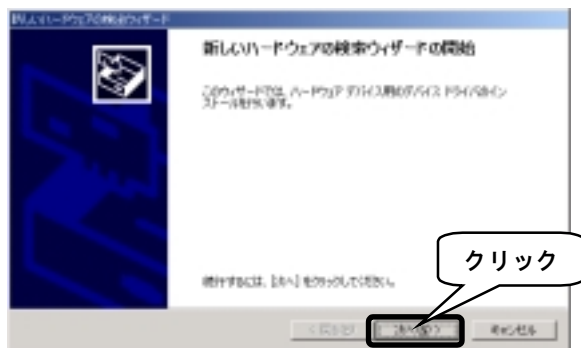 新しいハードウェアの検索ウィザード
新しいハードウェアの検索ウィザードの開始
このウィザードでは、ハードウェア デバイス用のデバイス ドライバのイン
ストールを行います。
クリック
続行するには、[次へ] をクリックしてください。
< 戻る(B)
次へ(N) >
キャンセル